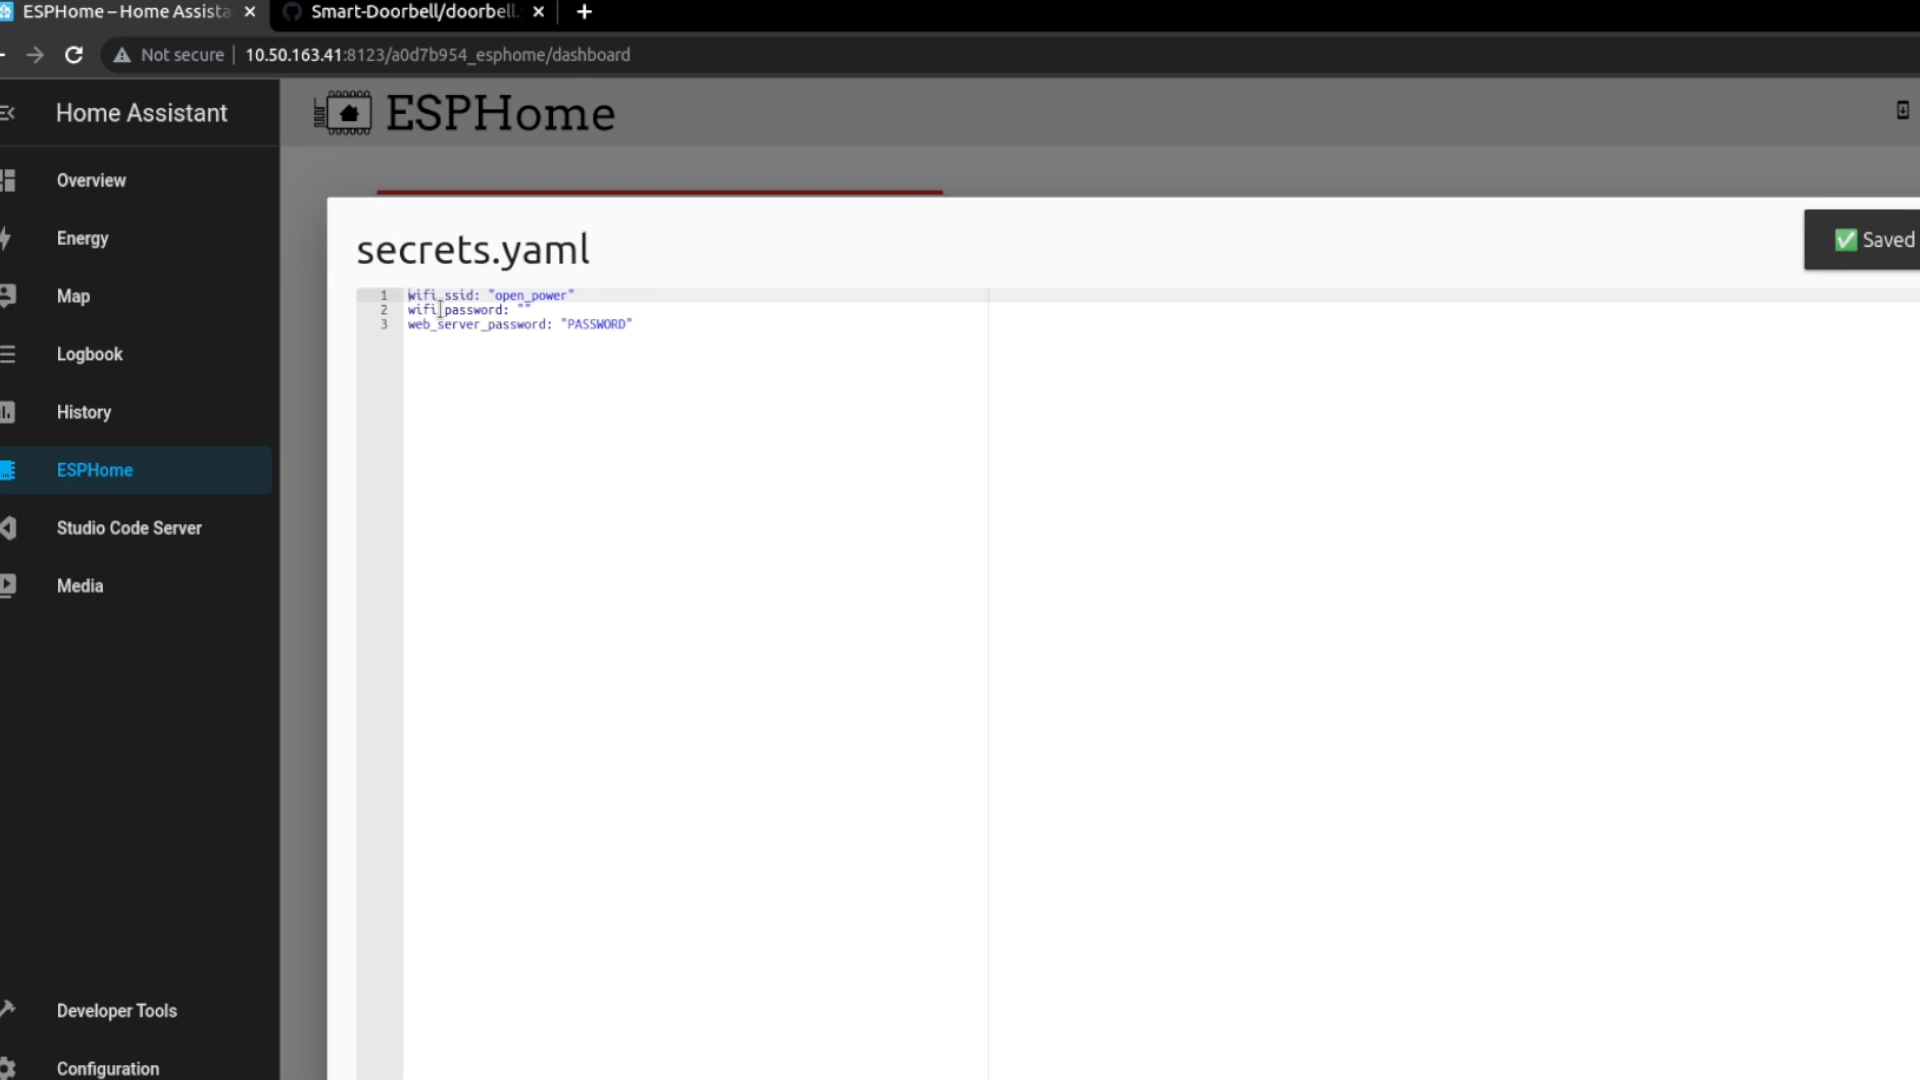 ESPHome – Home Assista
Smart-Doorbell/doorbell.
Not secure
10.50.163.41:8123/a0d7b954_esphome/dashboard
Home Assistant
ESPHome
Overview
Energy
Map
Logbook
History
ESPHome
Studio Code Server
Media
Developer Tools
Configuration
secrets.yaml
Saved
1 wifi_ssid: "open_power"
2 wifi_password: ""
3 web_server_password: "PASSWORD"